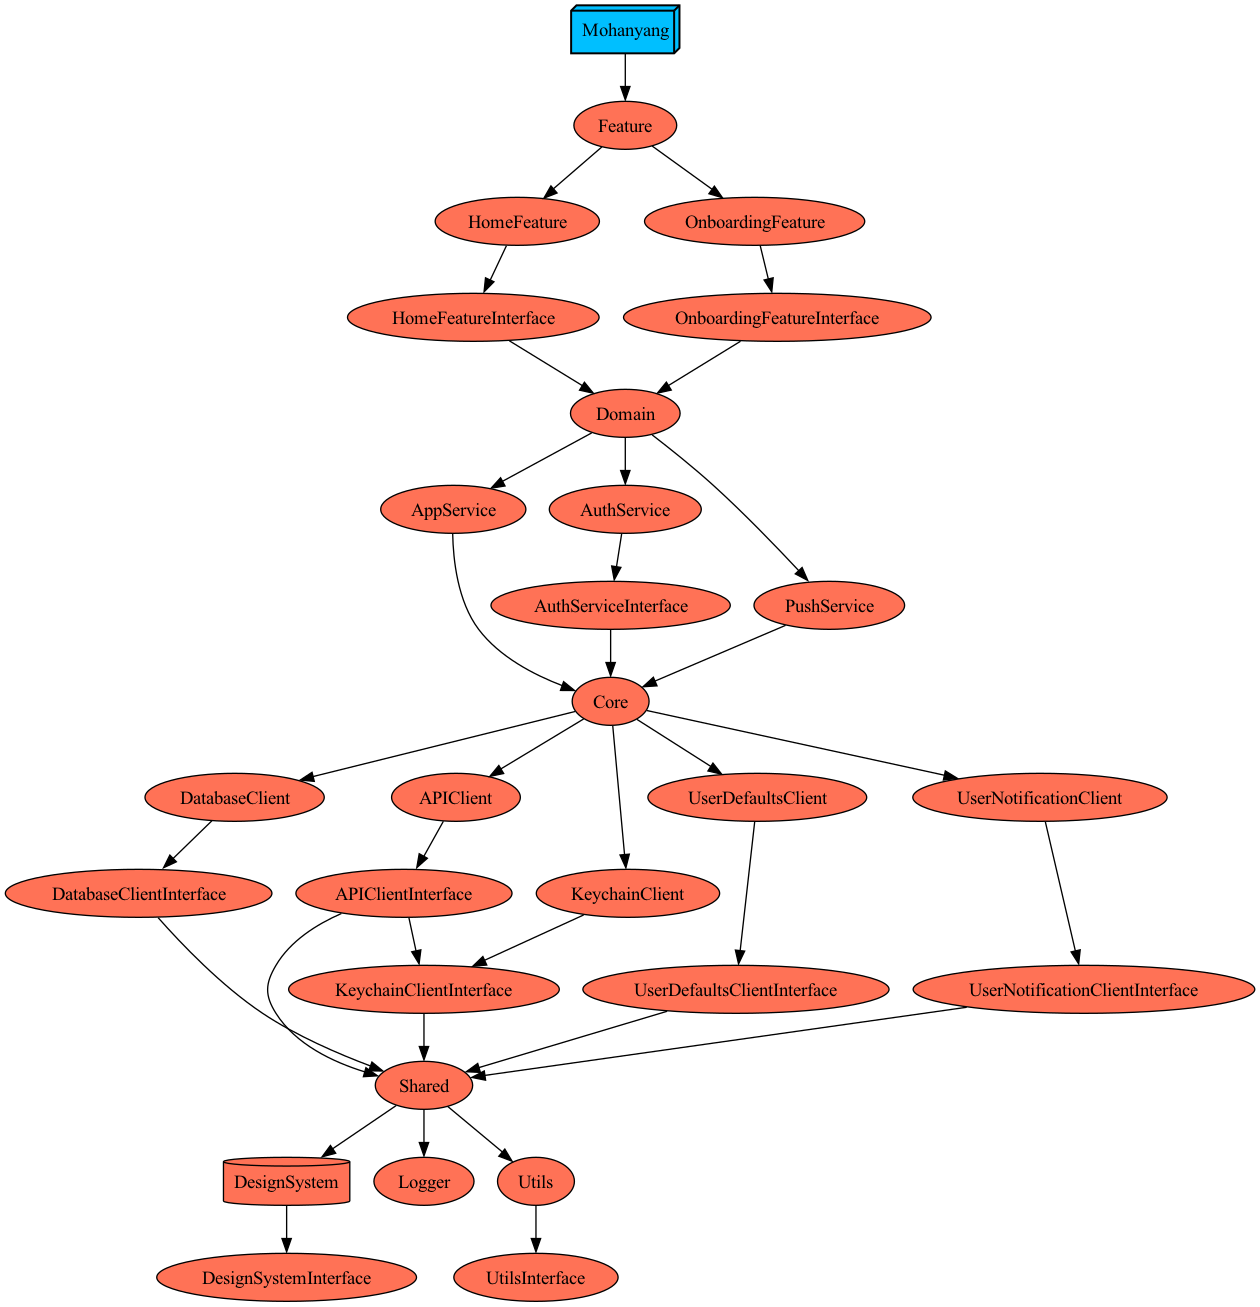 Mohanyang
Feature
HomeFeature
OnboardingFeature
HomeFeatureInterface
OnboardingFeatureInterface
Domain
AppService
AuthService
AuthServiceInterface
PushService
Core
DatabaseClient
APIClient
UserDefaultsClient
UserNotificationClient
DatabaseClientInterface
APIClientInterface
KeychainClient
KeychainClientInterface
UserDefaultsClientInterface
UserNotificationClientInterface
Shared
DesignSystem
Logger
Utils
DesignSystemInterface
UtilsInterface